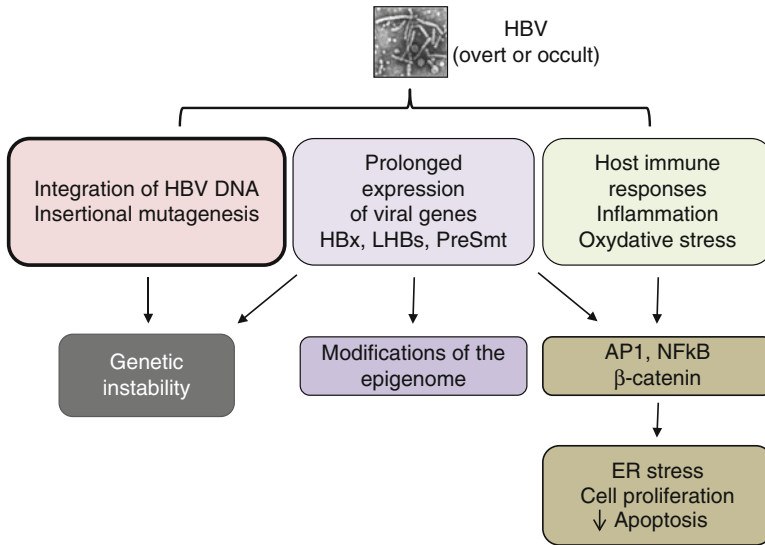 HBV
(overt or occult)
Integration of HBV DNA
Insertional mutagenesis
Prolonged
expression
of viral genes
HBx, LHBs, PreSmt
Host immune
responses
Inflammation
Oxydative stress
Genetic
instability
Modifications of the
epigenome
AP1, NFkB
β-catenin
ER stress
Cell proliferation
↓ Apoptosis